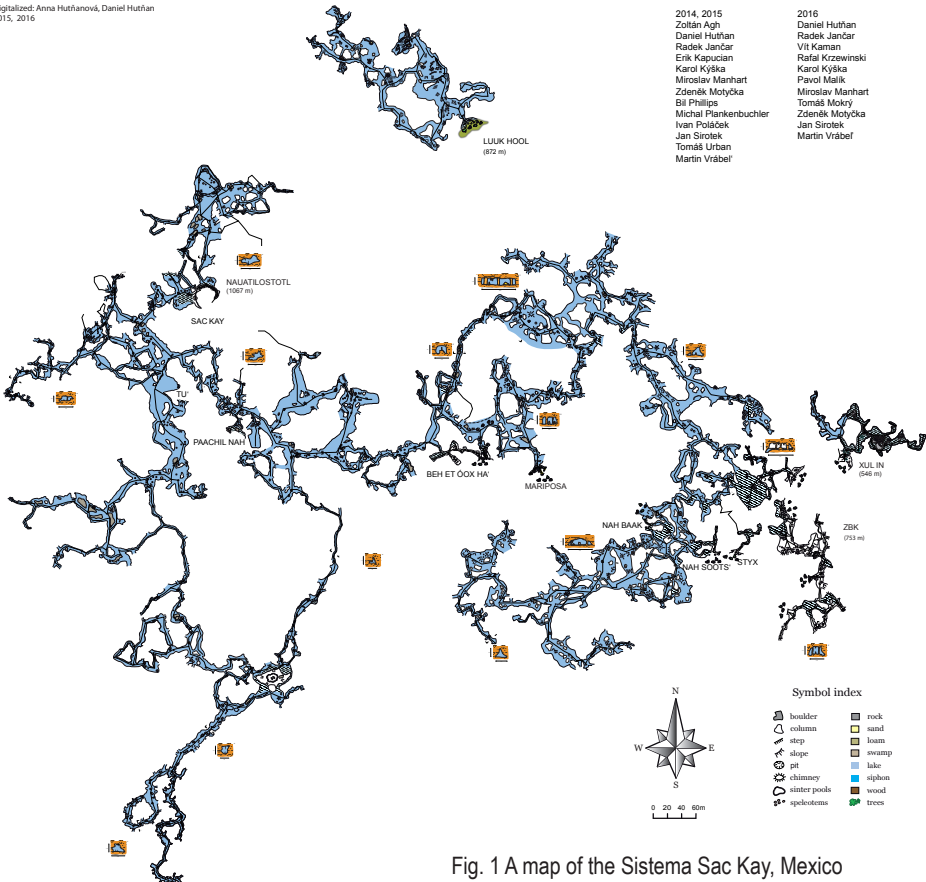 igitalized: Anna Hutňanová, Daniel Hutňan
015, 2016
2014, 2015
Zoltán Agh
Daniel Hutňan
Radek Jančar
Erik Kapucian
Karol Kýška
Miroslav Manhart
Zdeněk Motyčka
Bil Phillips
Michal Plankenbuchler
Ivan Poláček
Jan Sirotek
Tomáš Urban
Martin Vrábeľ
2016
Daniel Hutňan
Radek Jančar
Vít Kaman
Rafal Krzewinski
Karol Kýška
Pavol Malík
Miroslav Manhart
Tomáš Mokrý
Zdeněk Motyčka
Jan Sirotek
Martin Vrábeľ
LUUK HOOL
(872 m)
NAUATILOSTOTL
(1067 m)
SAC KAY
TU'
PAACHIL NAH
BEH ET ÓOX HA'
MARIPOSA
XUL IN
(546 m)
NAH BAAK
ZBK
(753 m)
NAH SOOTS'
STYX
N
W
E
S
0 20 40 60m
Symbol index
boulder
column
step
slope
pit
chimney
sinter pools
speleotems
rock
sand
loam
swamp
lake
siphon
wood
trees
Fig. 1 A map of the Sistema Sac Kay, Mexico